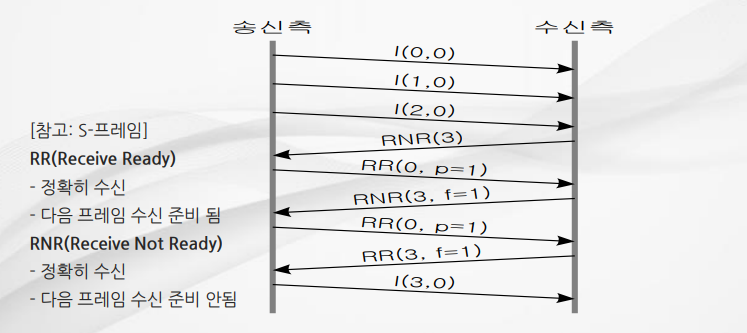 송신측
수신측
I(0,0)
I(1,0)
I(2,0)
RNR(3)
RR(0, p=1)
RNR(3, f=1)
RR(0, p=1)
RR(3, f=1)
I(3,0)
[참고: S-프레임]
RR(Receive Ready)
- 정확히 수신
- 다음 프레임 수신 준비 됨
RNR(Receive Not Ready)
- 정확히 수신
- 다음 프레임 수신 준비 안됨